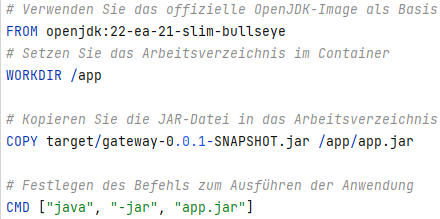 # Verwenden Sie das offizielle OpenJDK-Image als Basis
FROM openjdk:22-ea-21-slim-bullseye
# Setzen Sie das Arbeitsverzeichnis im Container
WORKDIR /app
# Kopieren Sie die JAR-Datei in das Arbeitsverzeichnis
COPY target/gateway-0.0.1-SNAPSHOT.jar /app/app.jar
# Festlegen des Befehls zum Ausführen der Anwendung
CMD ["java", "-jar", "app.jar"]